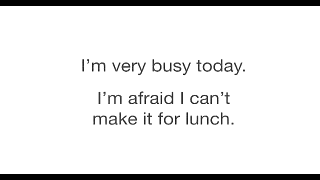 I’m very busy today.
I’m afraid I can’t
make it for lunch.